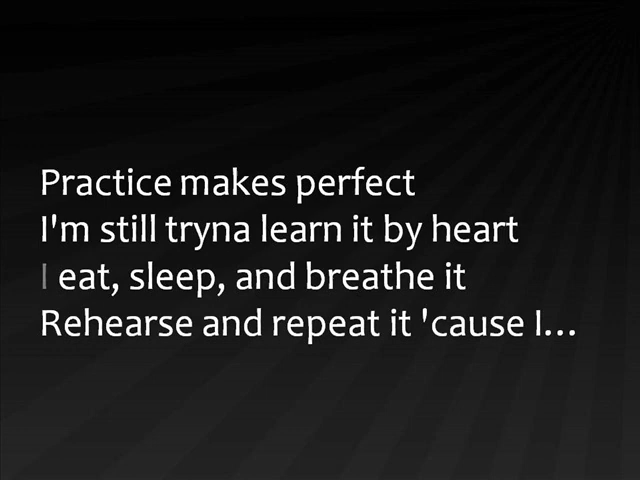 Practice makes perfect
I'm still tryna learn it by heart
I eat, sleep, and breathe it
Rehearse and repeat it 'cause I…